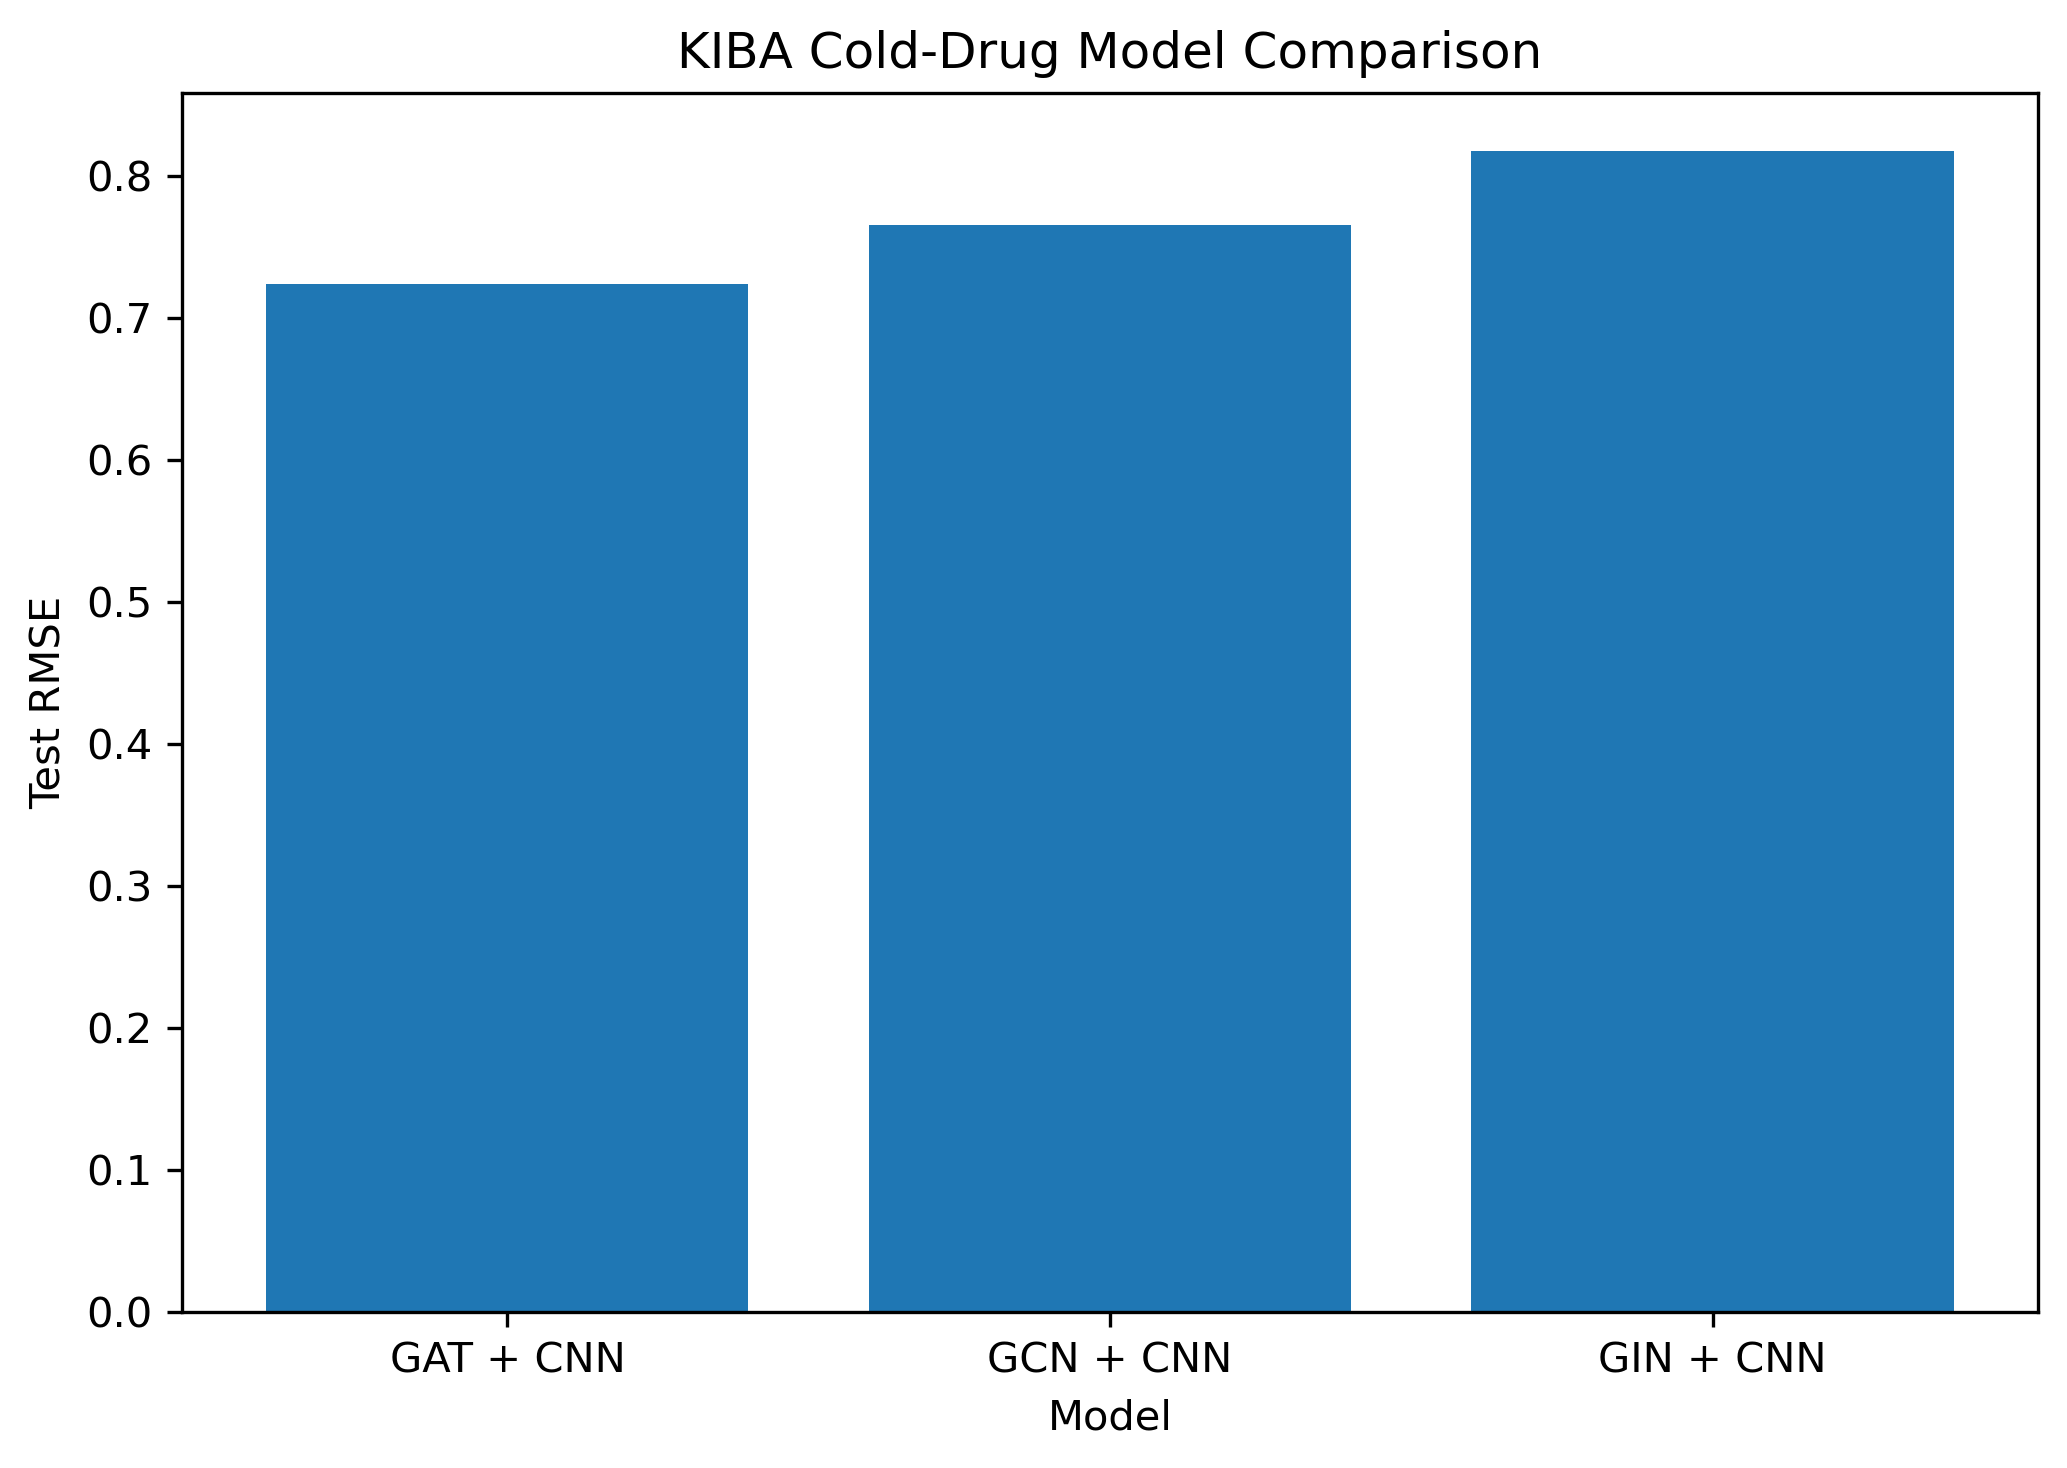 KIBA Cold-Drug Model Comparison
Test RMSE
0.8
0.7
0.6
0.5
0.4
0.3
0.2
0.1
0.0
GAT + CNN
GCN + CNN
GIN + CNN
Model